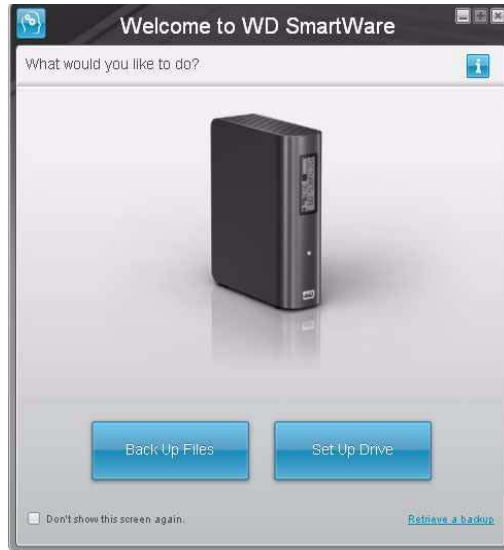 Welcome to WD SmartWare
What would you like to do?
Back Up Files
Set Up Drive
Don't show this screen again.
Retrieve a backup